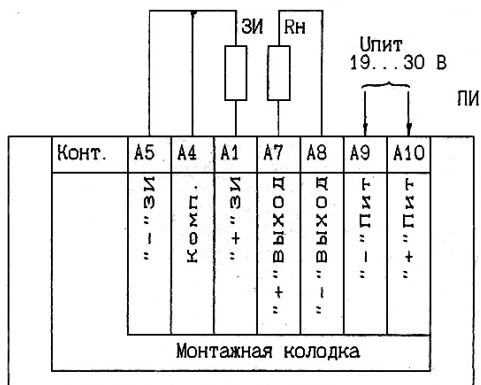 ЗИ Rн
Uпит
19...30 В
ПИ
Конт. А5 А4 А1 А7 А8 А9 А10
"−"ЗИ
Комп.
"+"ЗИ
"+"ВЫХОД
"−"ВЫХОД
"−"Пит
"+"Пит
Монтажная колодка